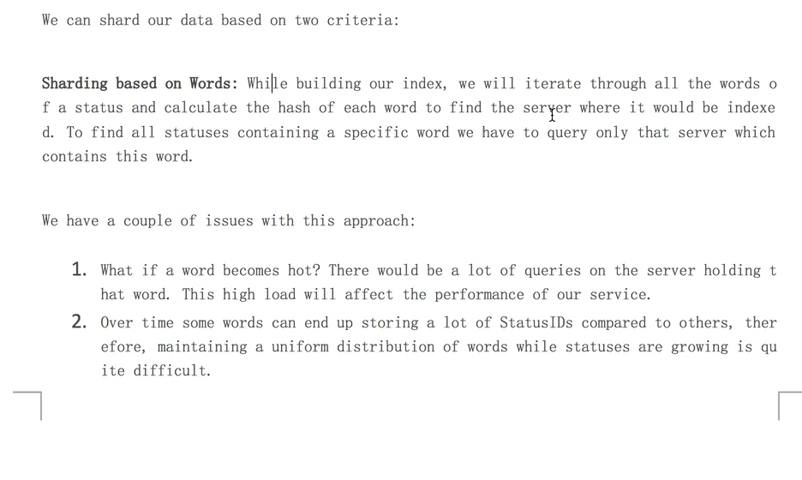 We can shard our data based on two criteria:
Sharding based on Words: While building our index, we will iterate through all the words o
f a status and calculate the hash of each word to find the server where it would be indexe
d. To find all statuses containing a specific word we have to query only that server which
contains this word.
We have a couple of issues with this approach:
1. What if a word becomes hot? There would be a lot of queries on the server holding t
hat word. This high load will affect the performance of our service.
2. Over time some words can end up storing a lot of StatusIDs compared to others, ther
efore, maintaining a uniform distribution of words while statuses are growing is qu
ite difficult.